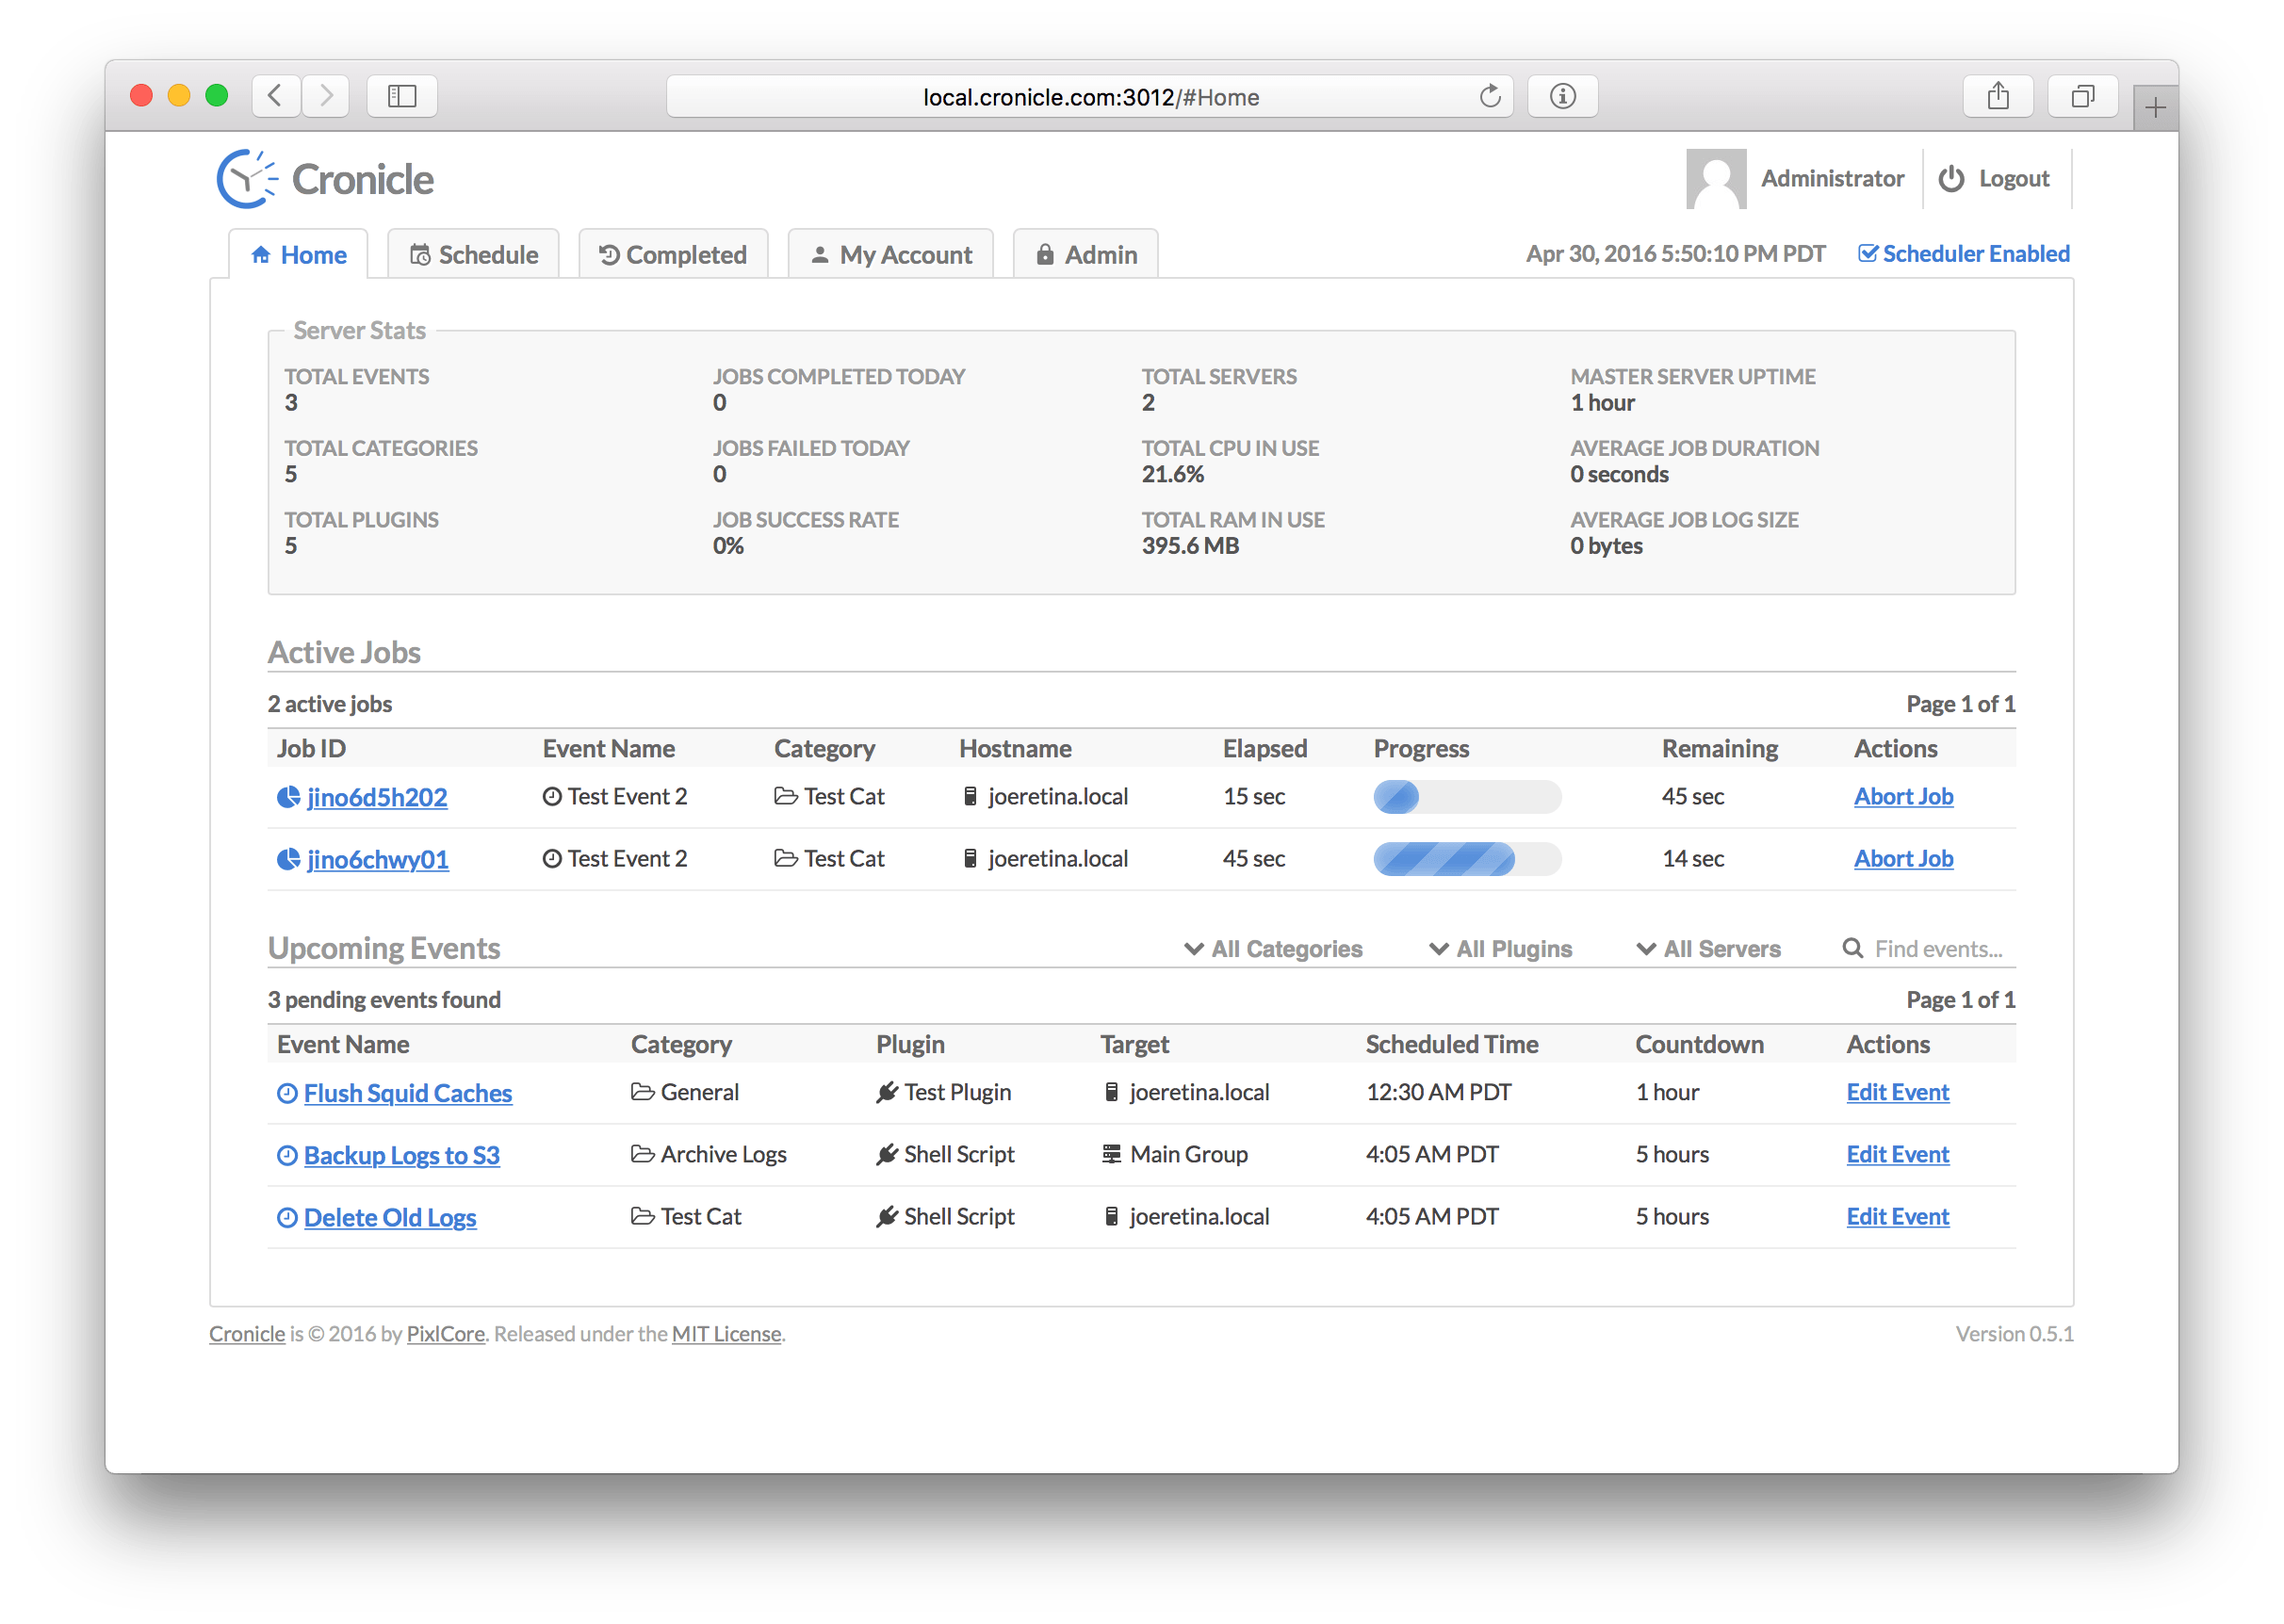 local.cronicle.com:3012/#Home
Cronicle
Administrator Logout
Home Schedule Completed My Account Admin Apr 30, 2016 5:50:10 PM PDT Scheduler Enabled
Server Stats
TOTAL EVENTS JOBS COMPLETED TODAY TOTAL SERVERS MASTER SERVER UPTIME
3 0 2 1 hour
TOTAL CATEGORIES JOBS FAILED TODAY TOTAL CPU IN USE AVERAGE JOB DURATION
5 0 21.6% 0 seconds
TOTAL PLUGINS JOB SUCCESS RATE TOTAL RAM IN USE AVERAGE JOB LOG SIZE
5 0% 395.6 MB 0 bytes
Active Jobs
2 active jobs Page 1 of 1
Job ID Event Name Category Hostname Elapsed Progress Remaining Actions
jino6d5h202 Test Event 2 Test Cat joeretina.local 15 sec 45 sec Abort Job
jino6chwy01 Test Event 2 Test Cat joeretina.local 45 sec 14 sec Abort Job
Upcoming Events All Categories All Plugins All Servers Find events...
3 pending events found Page 1 of 1
Event Name Category Plugin Target Scheduled Time Countdown Actions
Flush Squid Caches General Test Plugin joeretina.local 12:30 AM PDT 1 hour Edit Event
Backup Logs to S3 Archive Logs Shell Script Main Group 4:05 AM PDT 5 hours Edit Event
Delete Old Logs Test Cat Shell Script joeretina.local 4:05 AM PDT 5 hours Edit Event
Cronicle is © 2016 by PixlCore. Released under the MIT License. Version 0.5.1